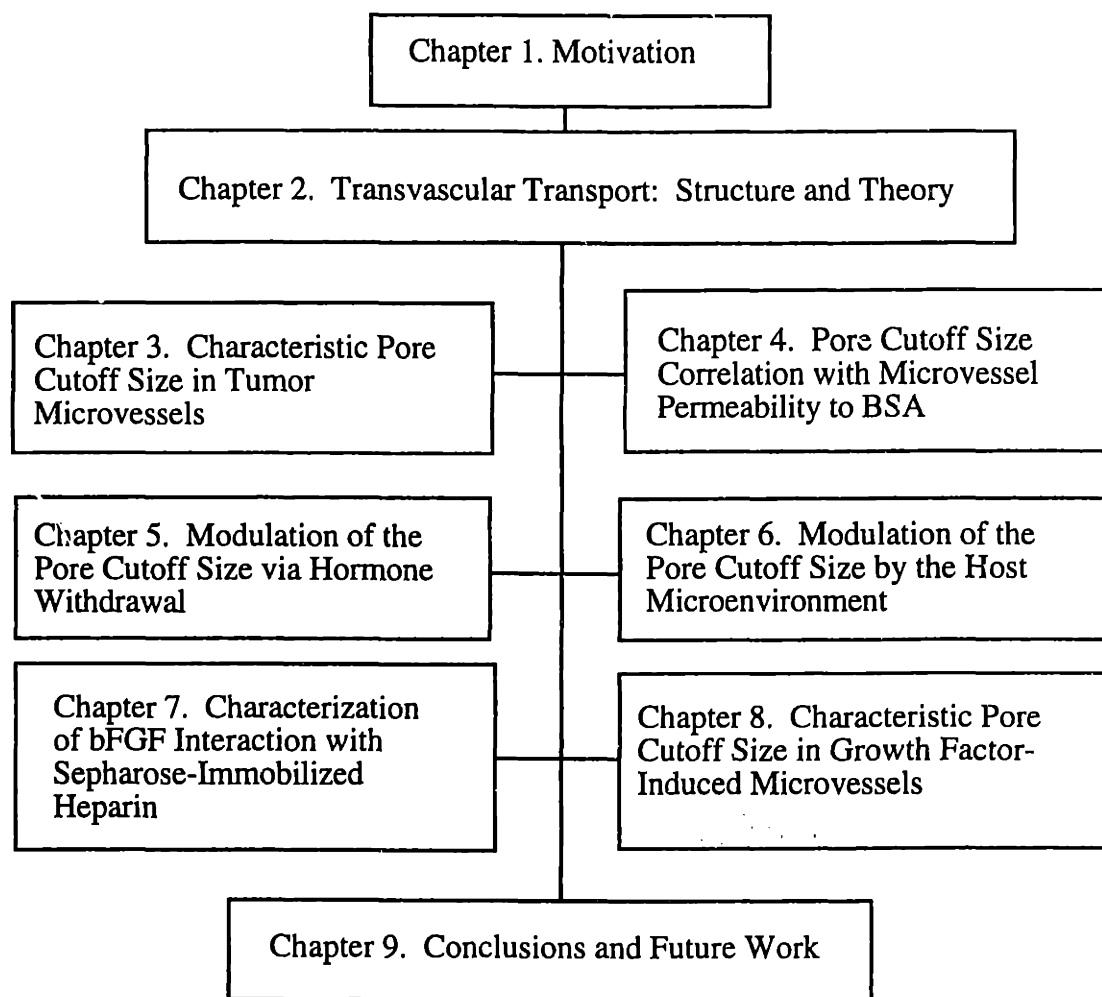 Chapter 1. Motivation
Chapter 2. Transvascular Transport: Structure and Theory
Chapter 3. Characteristic Pore
Cutoff Size in Tumor
Microvessels
Chapter 4. Pore Cutoff Size
Correlation with Microvessel
Permeability to BSA
Chapter 5. Modulation of the
Pore Cutoff Size via Hormone
Withdrawal
Chapter 6. Modulation of the
Pore Cutoff Size by the Host
Microenvironment
Chapter 7. Characterization
of bFGF Interaction with
Sepharose-Immobilized
Heparin
Chapter 8. Characteristic Pore
Cutoff Size in Growth Factor-
Induced Microvessels
Chapter 9. Conclusions and Future Work